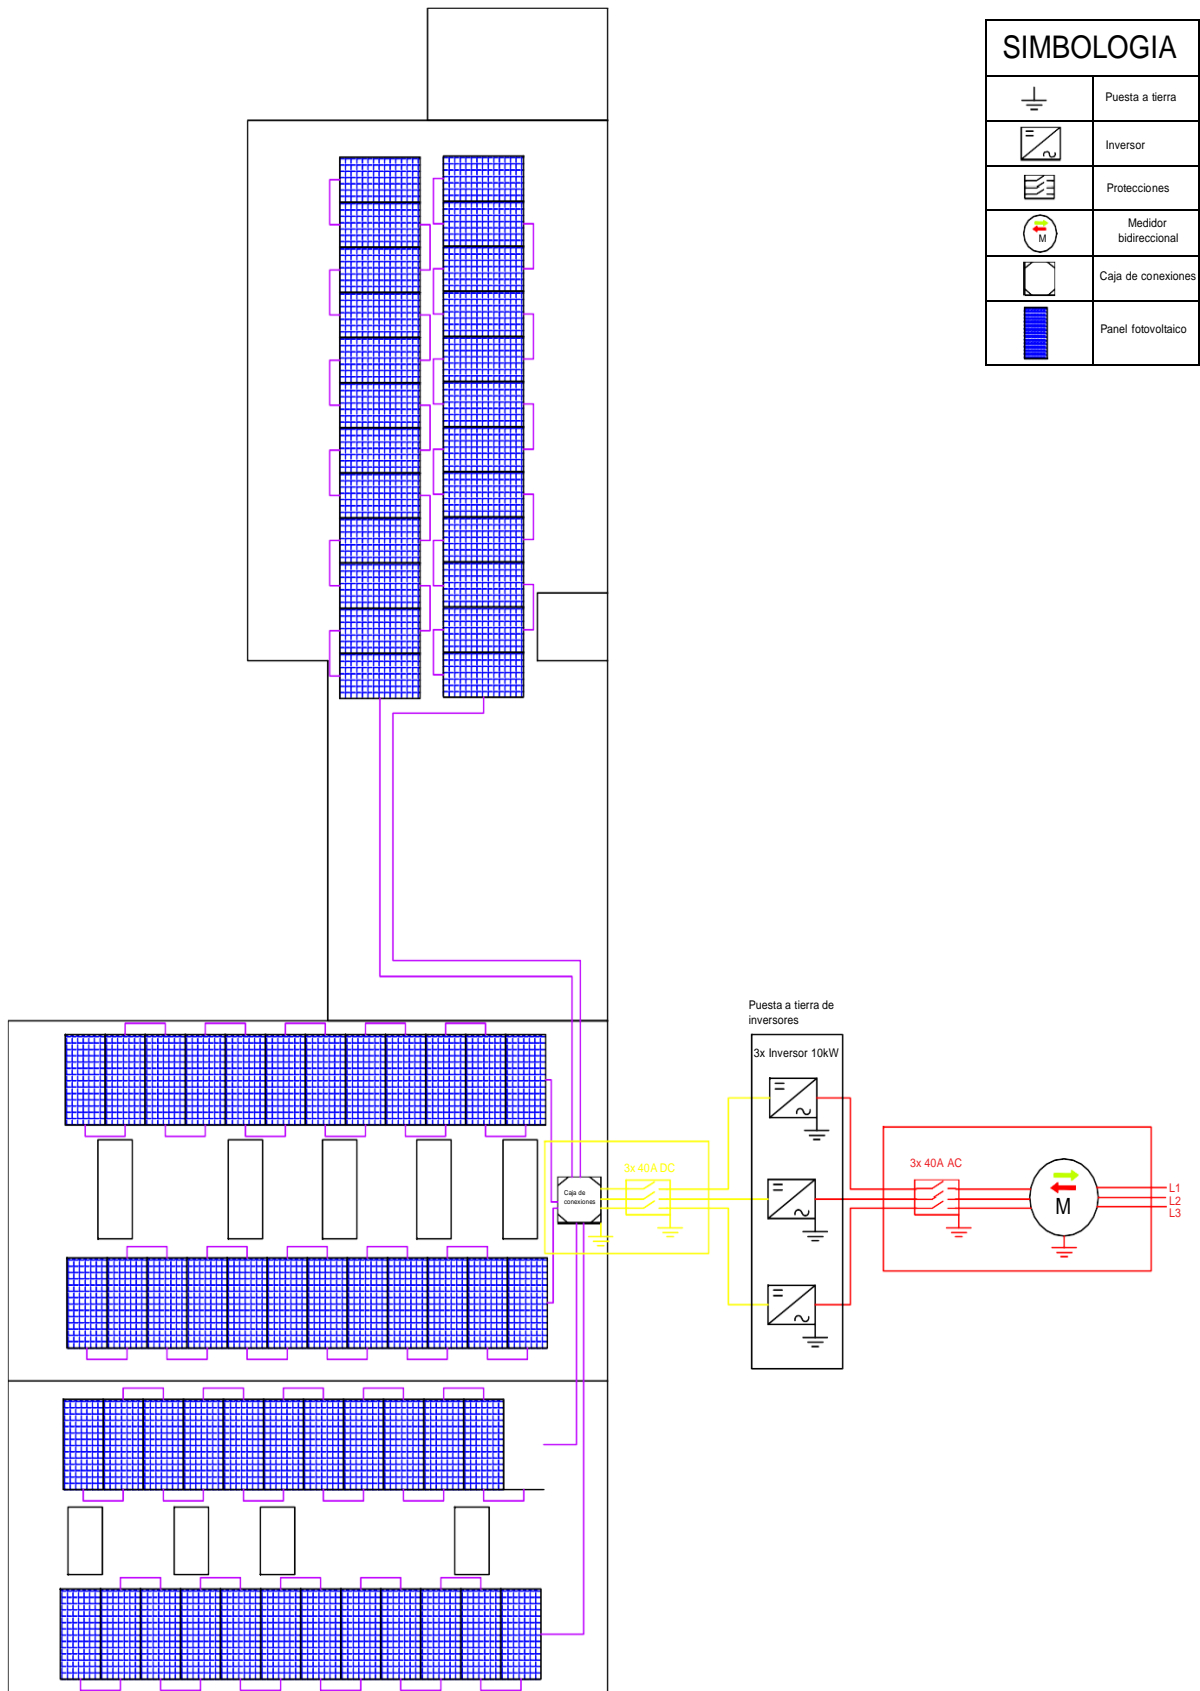 SIMBOLOGIA
Puesta a tierra
Inversor
Protecciones
Medidor
bidireccional
M
Caja de conexiones
Panel fotovoltaico
Puesta a tierra de
inversores
3x Inversor 10kW
3x 40A DC
Caja de
conexiones
3x 40A AC
M
L1
L2
L3